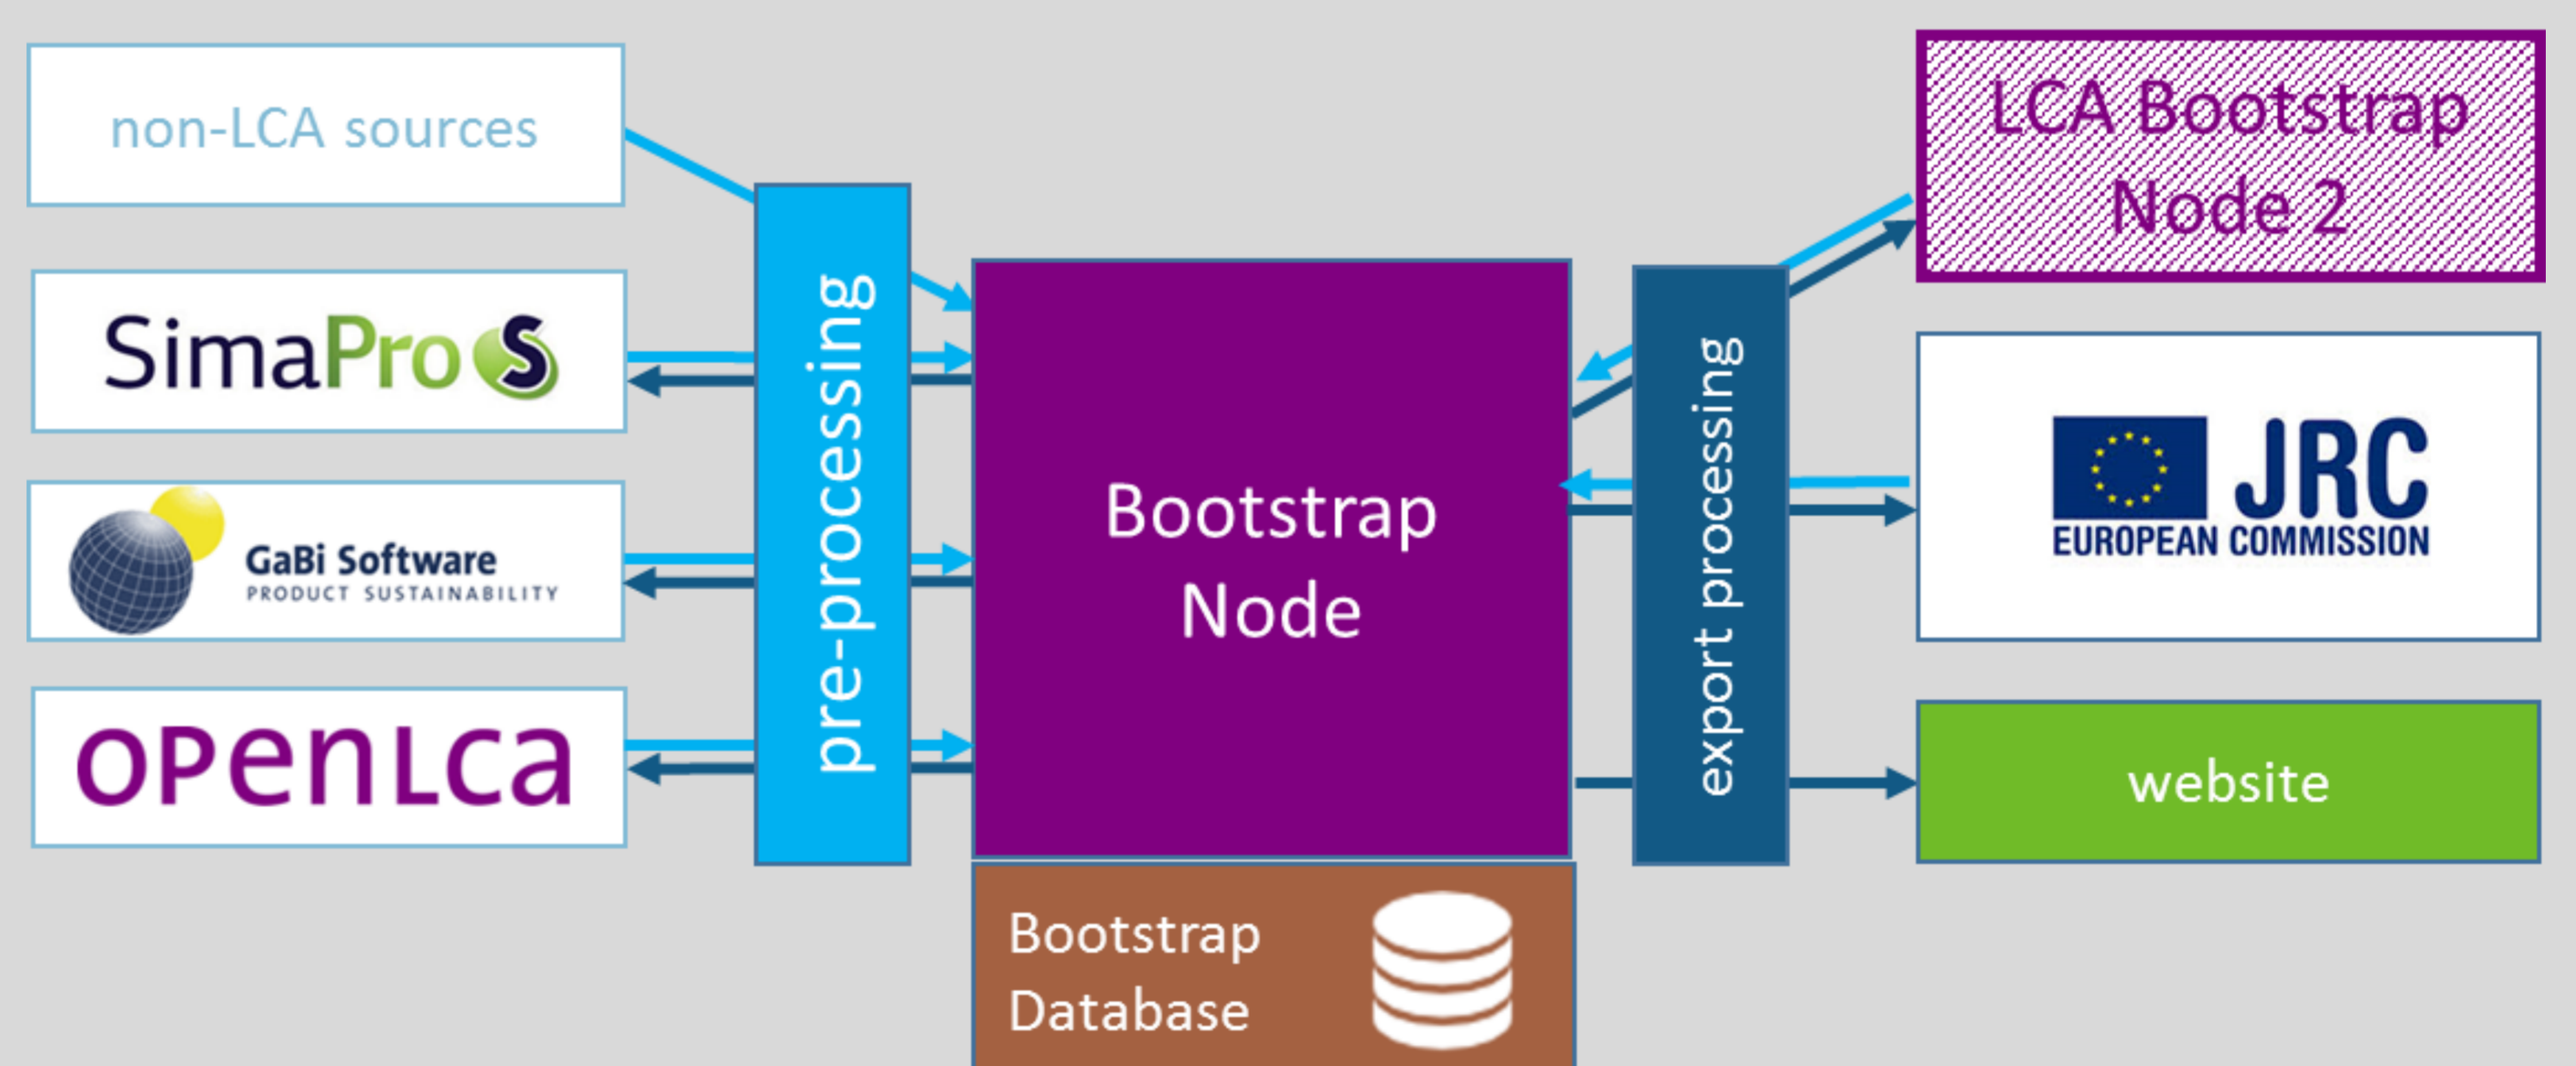 non-LCA sources
SimaPro S
GaBi Software
PRODUCT SUSTAINABILITY
openLCA
pre-processing
Bootstrap
Node
Bootstrap
Database
export processing
LCA Bootstrap
Node 2
JRC
EUROPEAN COMMISSION
website